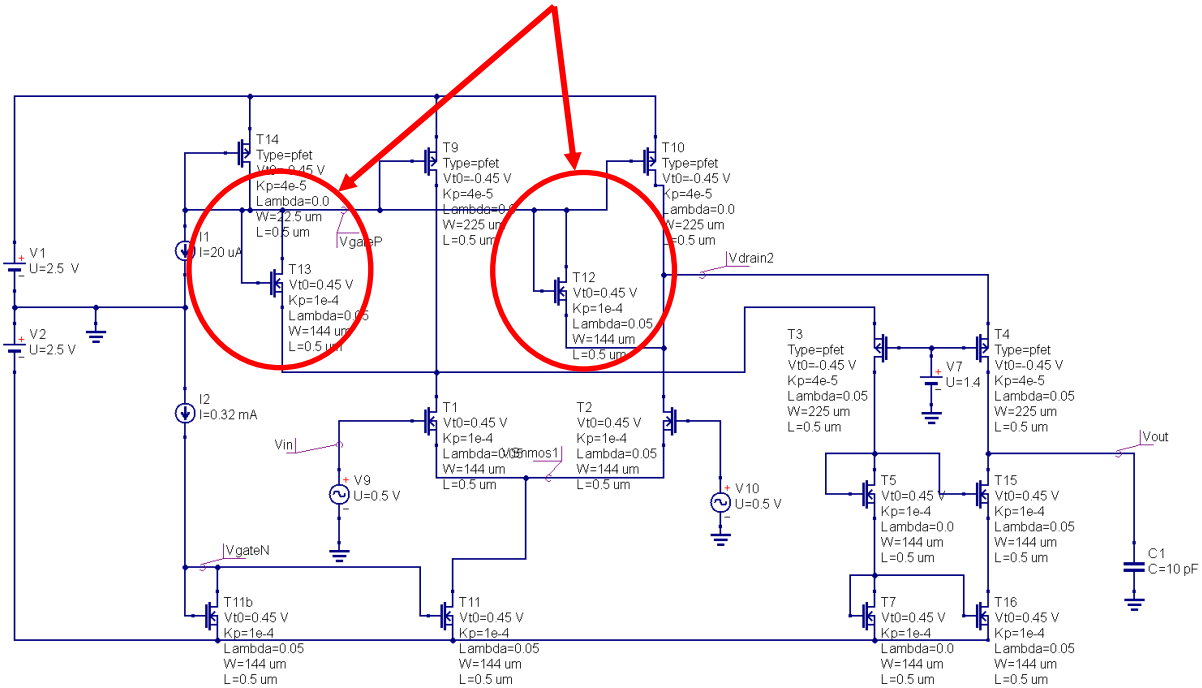 T14
Type=pfet
Vt0=-0.45 V
Kp=4e-5
Lambda=0.0
W=22.5 um
L=0.5 um
T9
Type=pfet
Vt0=-0.45 V
Kp=4e-5
Lambda=0.0
W=225 um
L=0.5 um
T10
Type=pfet
Vt0=-0.45 V
Kp=4e-5
Lambda=0.0
W=225 um
L=0.5 um
I1
I=20 uA
VgateP
V1
U=2.5 V
V2
U=2.5 V
T13
Vt0=0.45 V
Kp=1e-4
Lambda=0.05
W=144 um
L=0.5 um
T12
Vt0=0.45 V
Kp=1e-4
Lambda=0.05
W=144 um
L=0.5 um
Vdrain2
T3
Type=pfet
Vt0=-0.45 V
Kp=4e-5
Lambda=0.05
W=225 um
L=0.5 um
V7
U=1.4
T4
Type=pfet
Vt0=-0.45 V
Kp=4e-5
Lambda=0.05
W=225 um
L=0.5 um
I2
I=0.32 mA
Vin
T1
Vt0=0.45 V
Kp=1e-4
Lambda=0.05
W=144 um
L=0.5 um
T2
Vt0=0.45 V
Kp=1e-4
Lambda=0.05
W=144 um
L=0.5 um
Vout
V9
U=0.5 V
V10
U=0.5 V
T5
Vt0=0.45 V
Kp=1e-4
Lambda=0.0
W=144 um
L=0.5 um
T15
Vt0=0.45 V
Kp=1e-4
Lambda=0.05
W=144 um
L=0.5 um
C1
C=10 pF
VgateN
T11b
Vt0=0.45 V
Kp=1e-4
Lambda=0.05
W=144 um
L=0.5 um
T11
Vt0=0.45 V
Kp=1e-4
Lambda=0.05
W=144 um
L=0.5 um
T7
Vt0=0.45 V
Kp=1e-4
Lambda=0.0
W=144 um
L=0.5 um
T16
Vt0=0.45 V
Kp=1e-4
Lambda=0.05
W=144 um
L=0.5 um